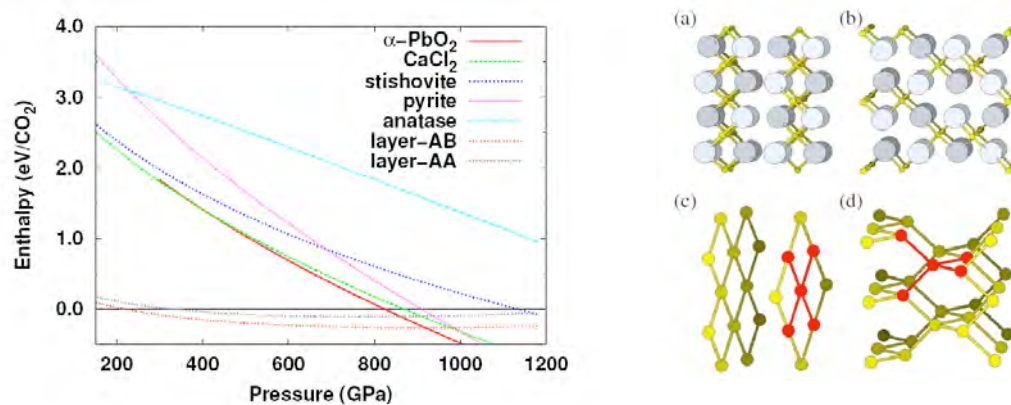 4.0
3.0
2.0
1.0
0.0
Enthalpy (eV/CO₂)
α−PbO₂
CaCl₂
stishovite
pyrite
anatase
layer−AB
layer−AA
200 400 600 800 1000 1200
Pressure (GPa)
(a) (b)
(c) (d)